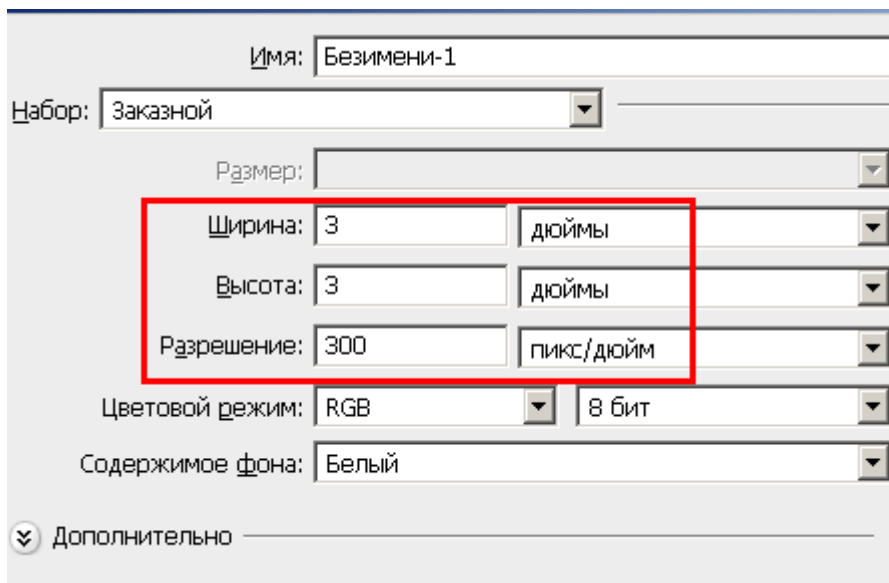 Имя: Безимени-1
Набор: Заказной
Размер:
Ширина: 3 дюймы
Высота: 3 дюймы
Разрешение: 300 пикс/дюйм
Цветовой режим: RGB 8 бит
Содержимое фона: Белый
Дополнительно